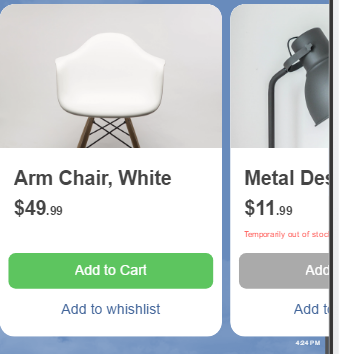 Arm Chair, White
$49.99
Add to Cart
Add to whishlist
Metal Des
$11.99
Temporarily out of stoc
Add
Add t
4:24 PM